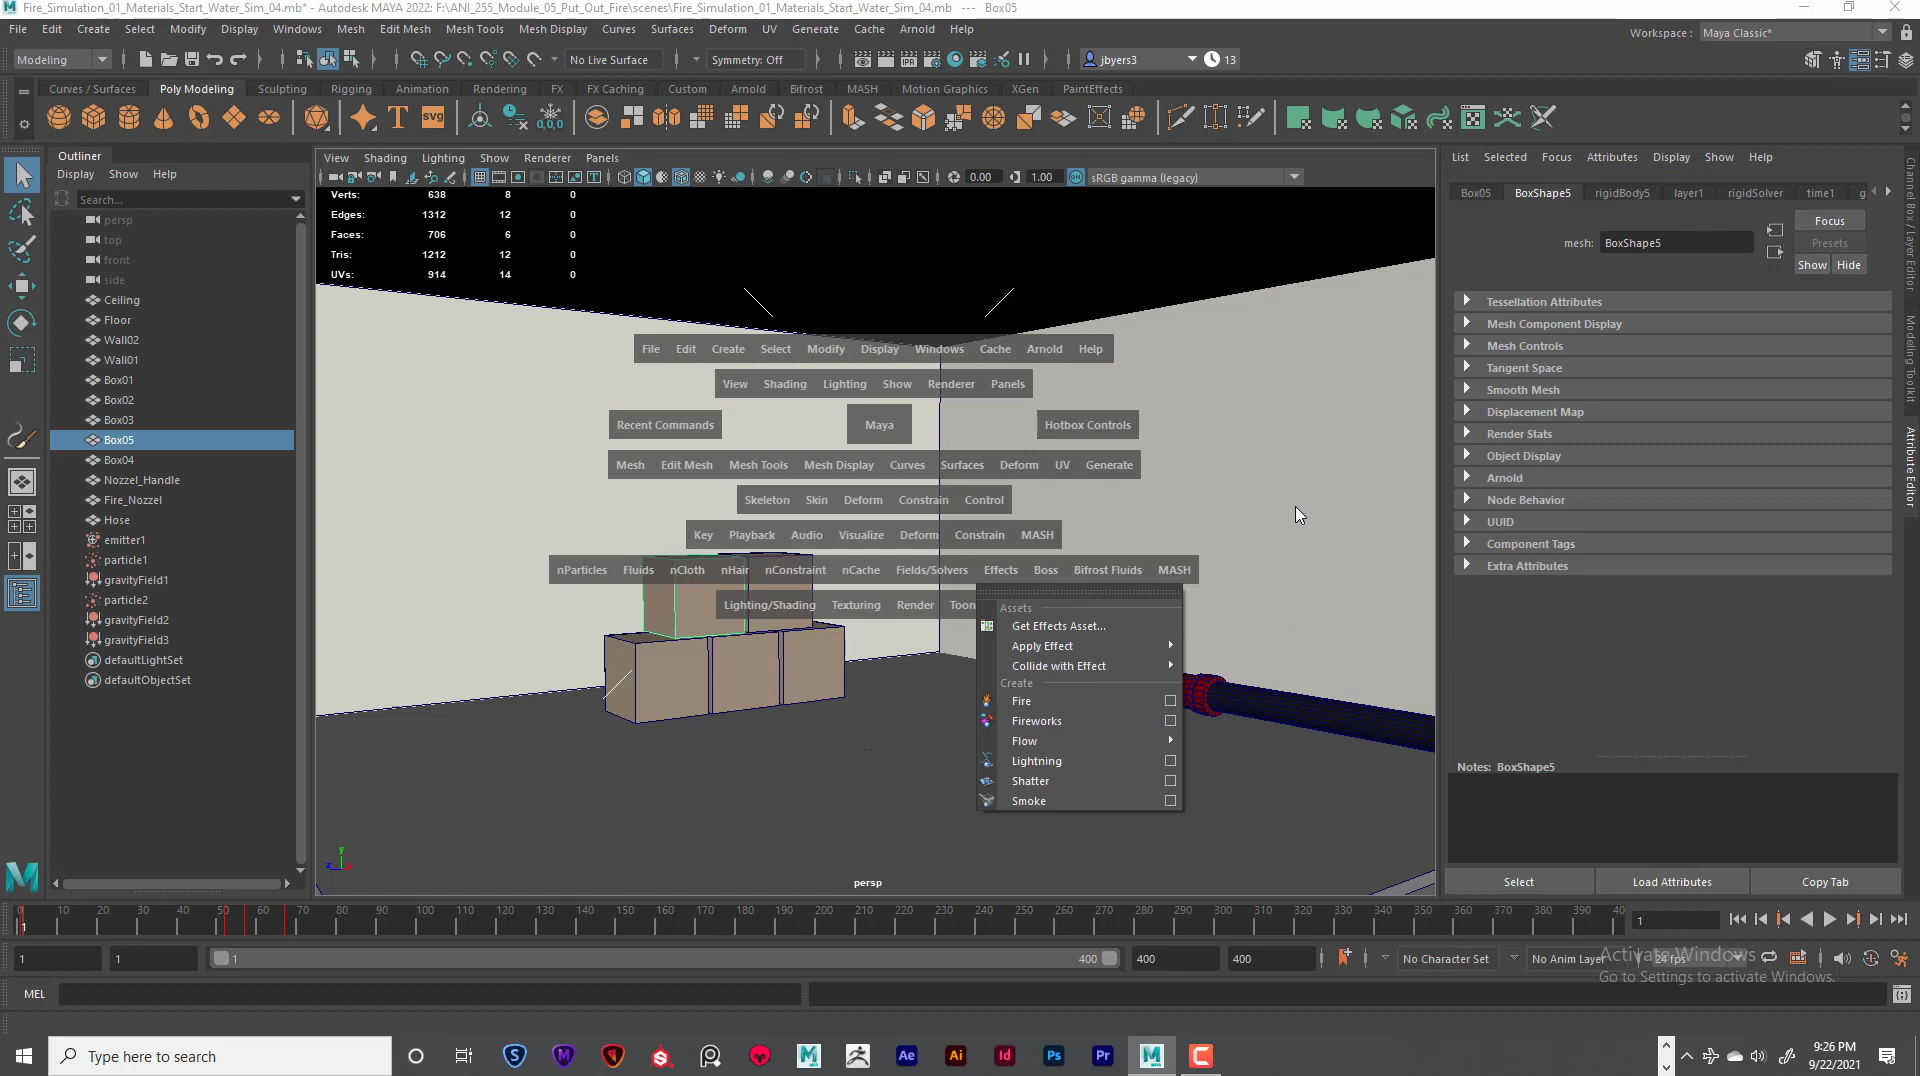 Fire_Simulation_01_Materials_Start_Water_Sim_04.mb* - Autodesk MAYA 2022: F:\ANI_255_Module_05_Put_Out_Fire\scenes\Fire_Simulation_01_Materials_Start_Water_Sim_04.mb --- Box05
File Edit Create Select Modify Display Windows Mesh Edit Mesh Mesh Tools Mesh Display Curves Surfaces Deform UV Generate Cache Arnold Help
Workspace : Maya Classic*
Modeling No Live Surface Symmetry: Off jbyers3 13
Curves / Surfaces Poly Modeling Sculpting Rigging Animation Rendering FX FX Caching Custom Arnold Bifrost MASH Motion Graphics XGen PaintEffects
Outliner
Display Show Help
Search...
persp
top
front
side
Ceiling
Floor
Wall02
Wall01
Box01
Box02
Box03
Box05
Box04
Nozzel_Handle
Fire_Nozzel
Hose
emitter1
particle1
gravityField1
particle2
gravityField2
gravityField3
defaultLightSet
defaultObjectSet
View Shading Lighting Show Renderer Panels
0.00 1.00 sRGB gamma (legacy)
Verts: 638 8 0
Edges: 1312 12 0
Faces: 706 6 0
Tris: 1212 12 0
UVs: 914 14 0
File Edit Create Select Modify Display Windows Cache Arnold Help
View Shading Lighting Show Renderer Panels
Recent Commands Maya Hotbox Controls
Mesh Edit Mesh Mesh Tools Mesh Display Curves Surfaces Deform UV Generate
Skeleton Skin Deform Constrain Control
Key Playback Audio Visualize Deform Constrain MASH
nParticles Fluids nCloth nHair nConstraint nCache Fields/Solvers Effects Boss Bifrost Fluids MASH
Lighting/Shading Texturing Render Toon
Assets
Get Effects Asset...
Apply Effect
Collide with Effect
Create
Fire
Fireworks
Flow
Lightning
Shatter
Smoke
persp
y
z
List Selected Focus Attributes Display Show Help
Box05 BoxShape5 rigidBody5 layer1 rigidSolver time1
mesh: BoxShape5
Focus
Presets
Show Hide
Tessellation Attributes
Mesh Component Display
Mesh Controls
Tangent Space
Smooth Mesh
Displacement Map
Render Stats
Object Display
Arnold
Node Behavior
UUID
Component Tags
Extra Attributes
Notes: BoxShape5
Select Load Attributes Copy Tab
Channel Box / Layer Editor
Modeling Toolkit
Attribute Editor
0 10 20 30 40 50 60 70 80 90 100 110 120 130 140 150 160 170 180 190 200 210 220 230 240 250 260 270 280 290 300 310 320 330 340 350 360 370 380 390 40
1
1
1 1 1 400 400 400 No Character Set No Anim Layer 24 fps
Activate Windows
Go to Settings to activate Windows.
MEL
Type here to search
Ae Ai Id Ps Pr
9:26 PM
9/22/2021